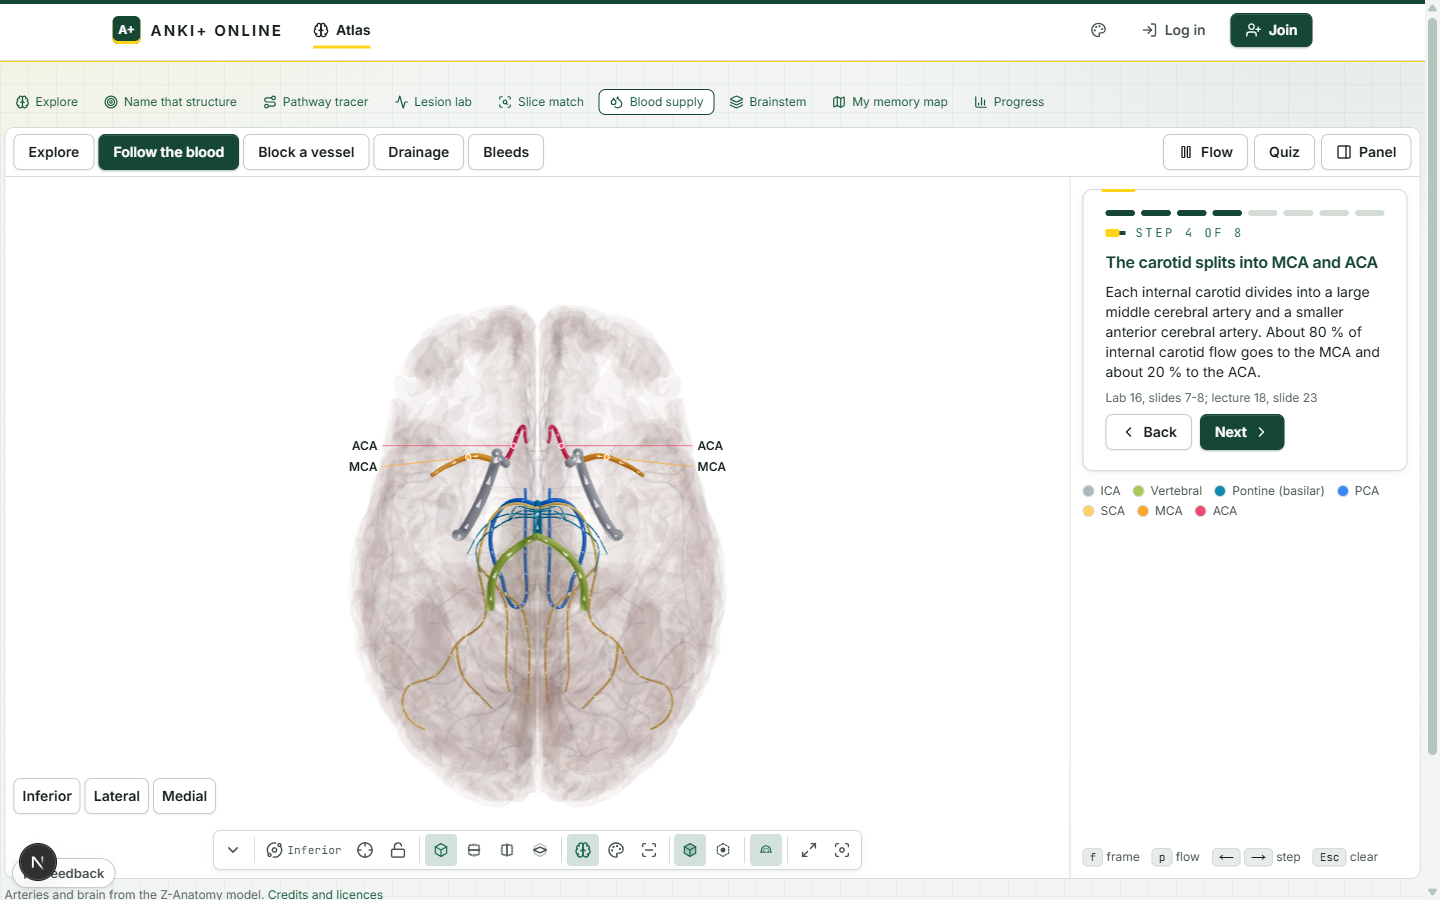 A+ ANKI+ ONLINE Atlas Log in Join
Explore Name that structure Pathway tracer Lesion lab Slice match Blood supply Brainstem My memory map Progress
Explore Follow the blood Block a vessel Drainage Bleeds Flow Quiz Panel
STEP 4 OF 8
The carotid splits into MCA and ACA
Each internal carotid divides into a large
middle cerebral artery and a smaller
anterior cerebral artery. About 80 % of
internal carotid flow goes to the MCA and
about 20 % to the ACA.
Lab 16, slides 7-8; lecture 18, slide 23
Back Next
ICA Vertebral Pontine (basilar) PCA
SCA MCA ACA
ACA ACA
MCA MCA
Inferior Lateral Medial
Inferior
f frame p flow ← → step Esc clear
N eedback
Arteries and brain from the Z-Anatomy model. Credits and licences